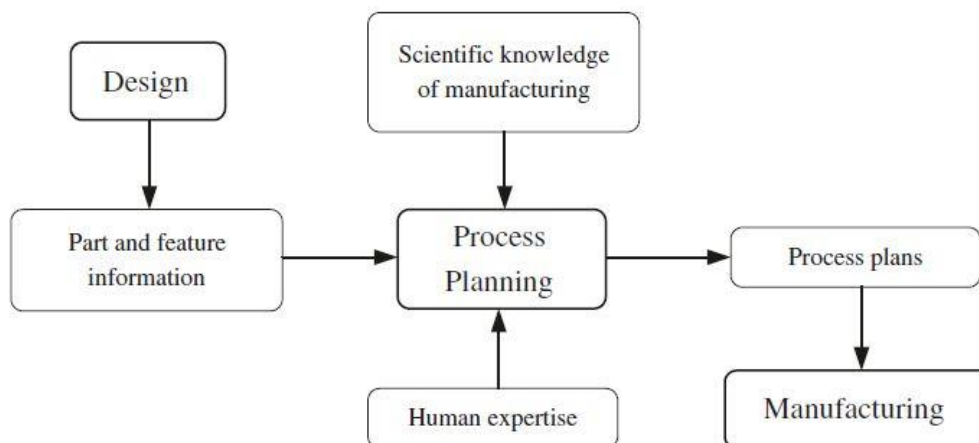 Design
Scientific knowledge
of manufacturing
Part and feature
information
Process
Planning
Process plans
Human expertise
Manufacturing